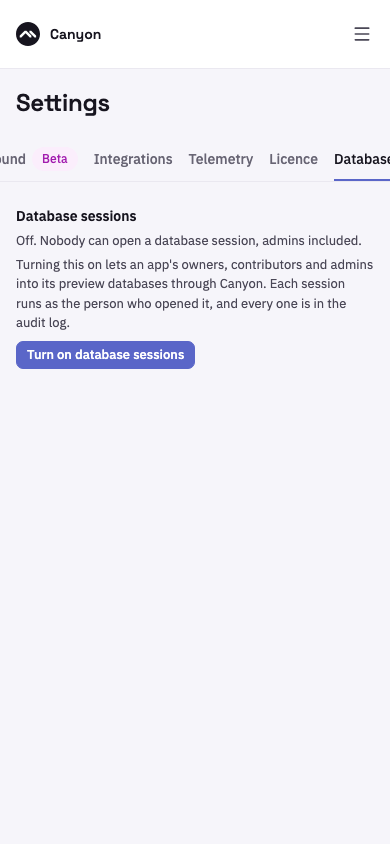 Canyon
Settings
ound Beta Integrations Telemetry Licence Database
Database sessions
Off. Nobody can open a database session, admins included.
Turning this on lets an app's owners, contributors and admins
into its preview databases through Canyon. Each session
runs as the person who opened it, and every one is in the
audit log.
Turn on database sessions